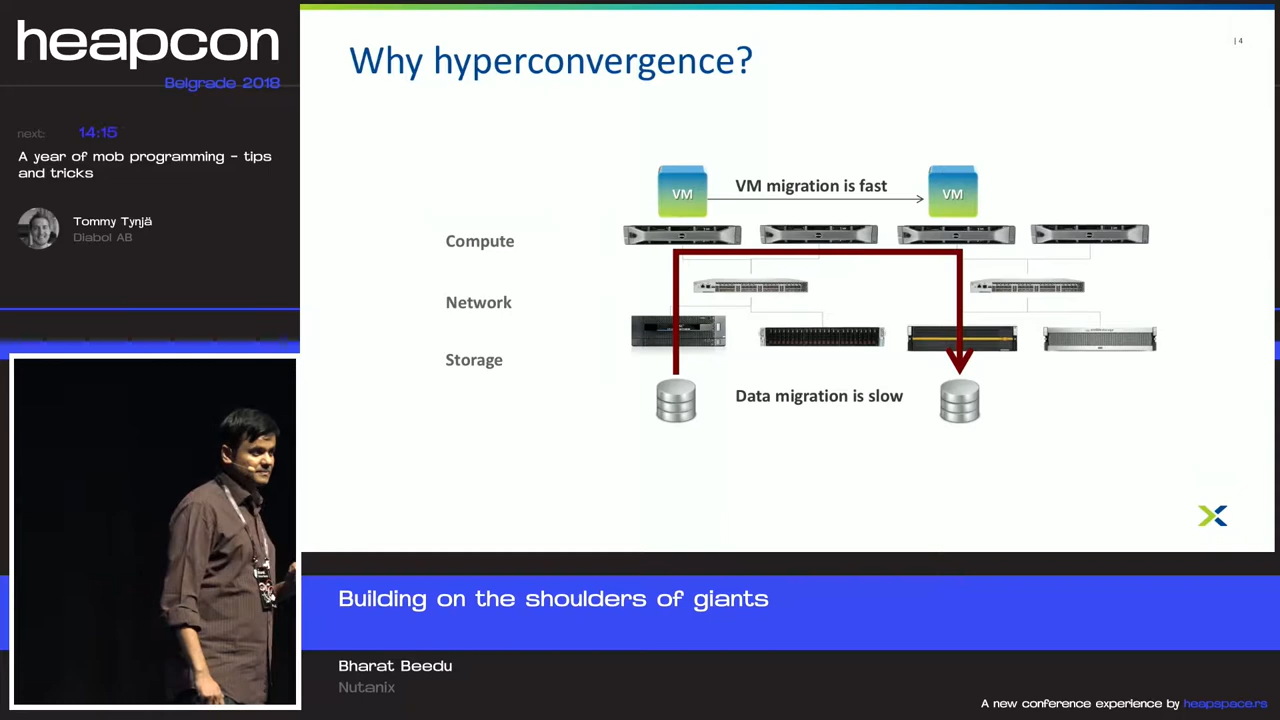 heapcon
Belgrade 2018
next: 14:15
A year of mob programming - tips
and tricks
Tommy Tynjä
Diabol AB
| 4
Why hyperconvergence?
VM
VM migration is fast
VM
Compute
Network
Storage
Data migration is slow
Building on the shoulders of giants
Bharat Beedu
Nutanix
A new conference experience by heapspace.rs